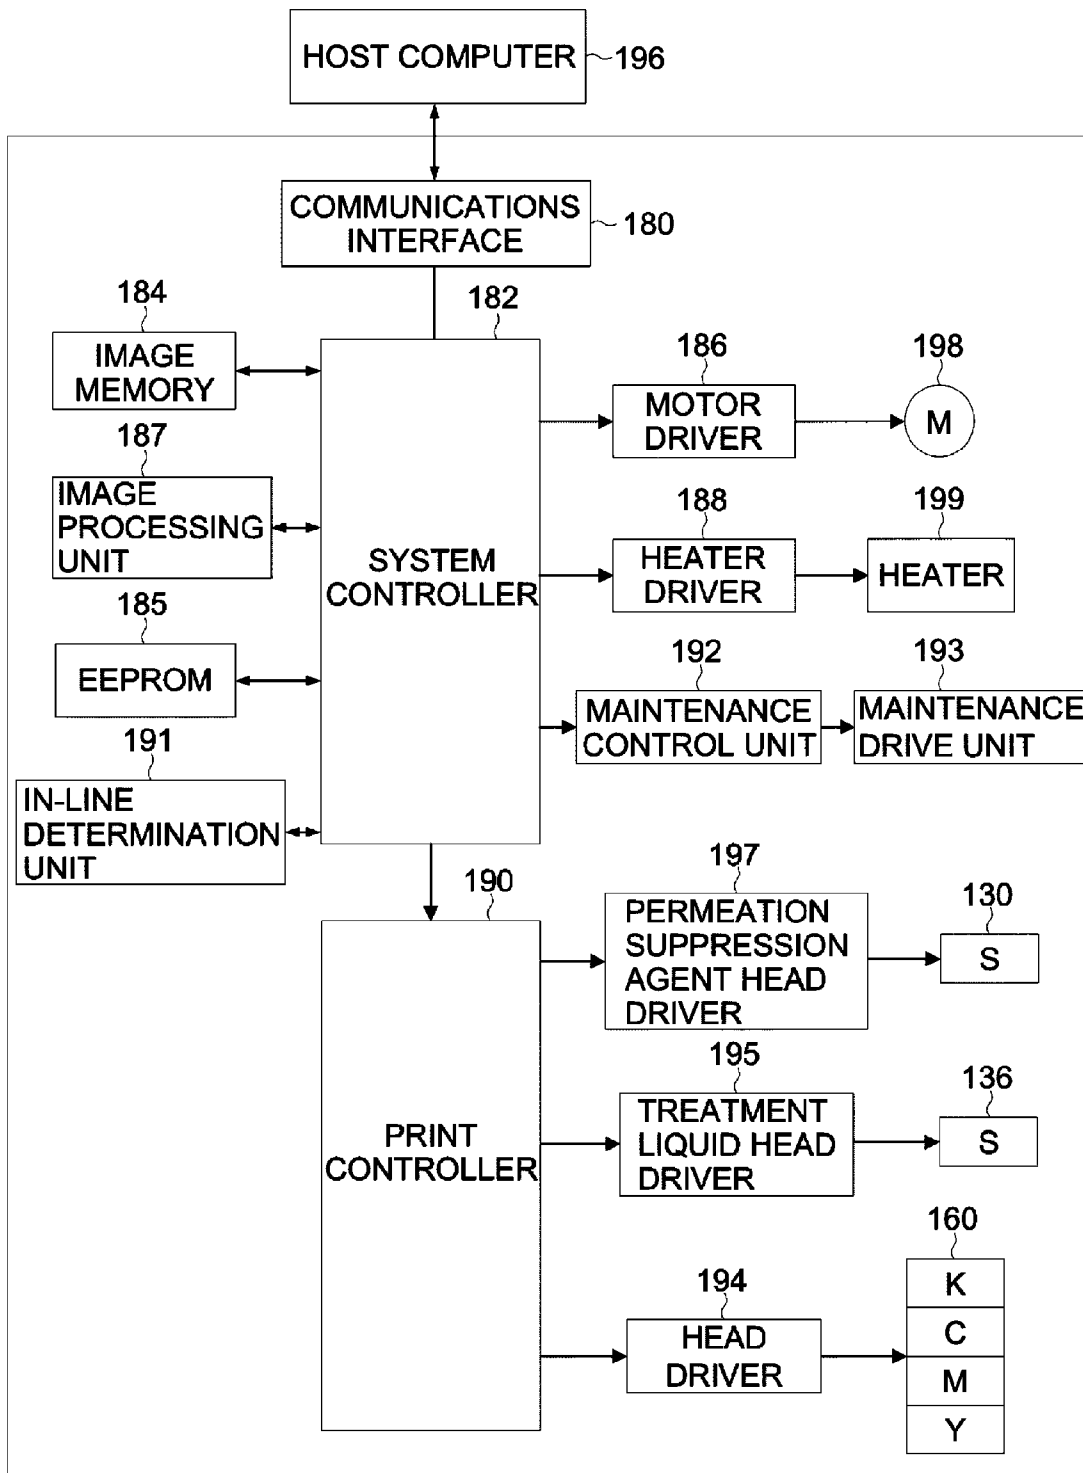 HOST COMPUTER
196
COMMUNICATIONS
INTERFACE
180
184
IMAGE
MEMORY
182
SYSTEM
CONTROLLER
186
MOTOR
DRIVER
198
M
187
IMAGE
PROCESSING
UNIT
188
HEATER
DRIVER
199
HEATER
185
EEPROM
192
MAINTENANCE
CONTROL UNIT
193
MAINTENANCE
DRIVE UNIT
191
IN-LINE
DETERMINATION
UNIT
190
PRINT
CONTROLLER
197
PERMEATION
SUPPRESSION
AGENT HEAD
DRIVER
130
S
195
TREATMENT
LIQUID HEAD
DRIVER
136
S
194
HEAD
DRIVER
160
K
C
M
Y